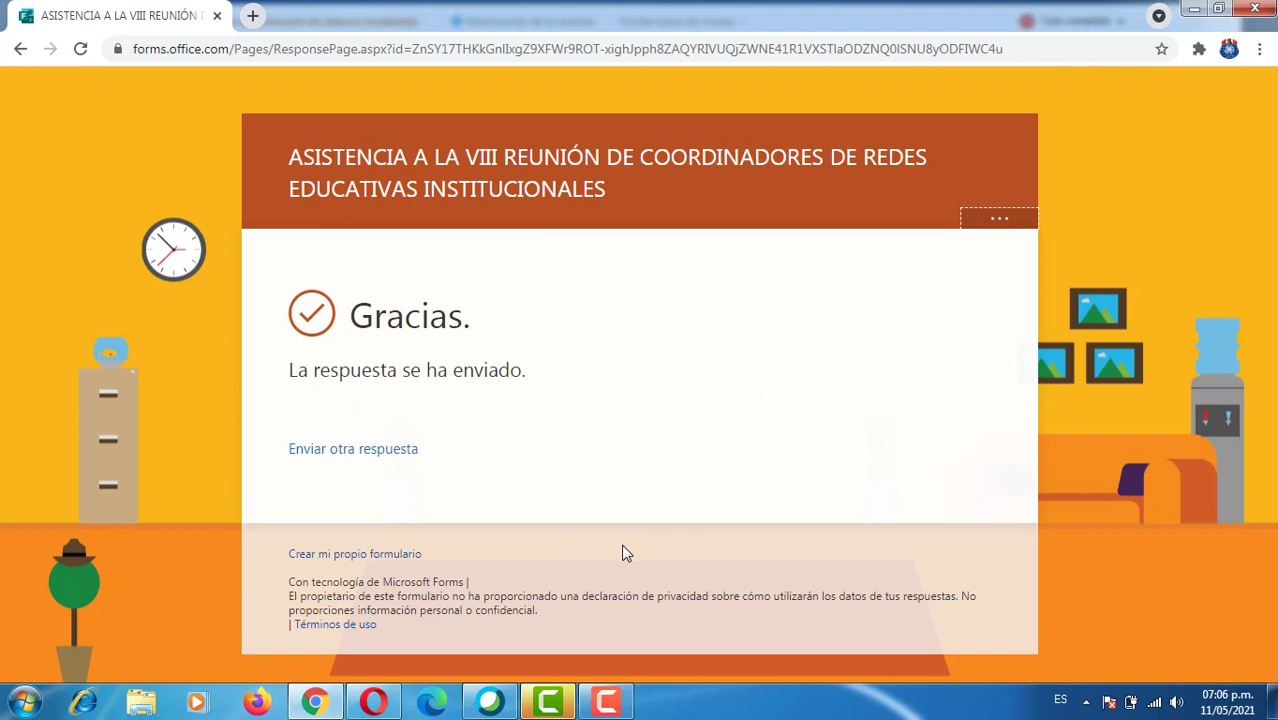 ASISTENCIA A LA VIII REUNIÓN D
forms.office.com/Pages/ResponsePage.aspx?id=ZnSY17THKkGnlIxgZ9XFWr9ROT-xighJpph8ZAQYRIVUQjZWNE41R1VXSTlaODZNQ0lSNU8yODFIWC4u
ASISTENCIA A LA VIII REUNIÓN DE COORDINADORES DE REDES
EDUCATIVAS INSTITUCIONALES
...
Gracias.
La respuesta se ha enviado.
Enviar otra respuesta
Crear mi propio formulario
Con tecnología de Microsoft Forms |
El propietario de este formulario no ha proporcionado una declaración de privacidad sobre cómo utilizarán los datos de tus respuestas. No
proporciones información personal o confidencial.
| Términos de uso
ES
07:06 p.m.
11/05/2021